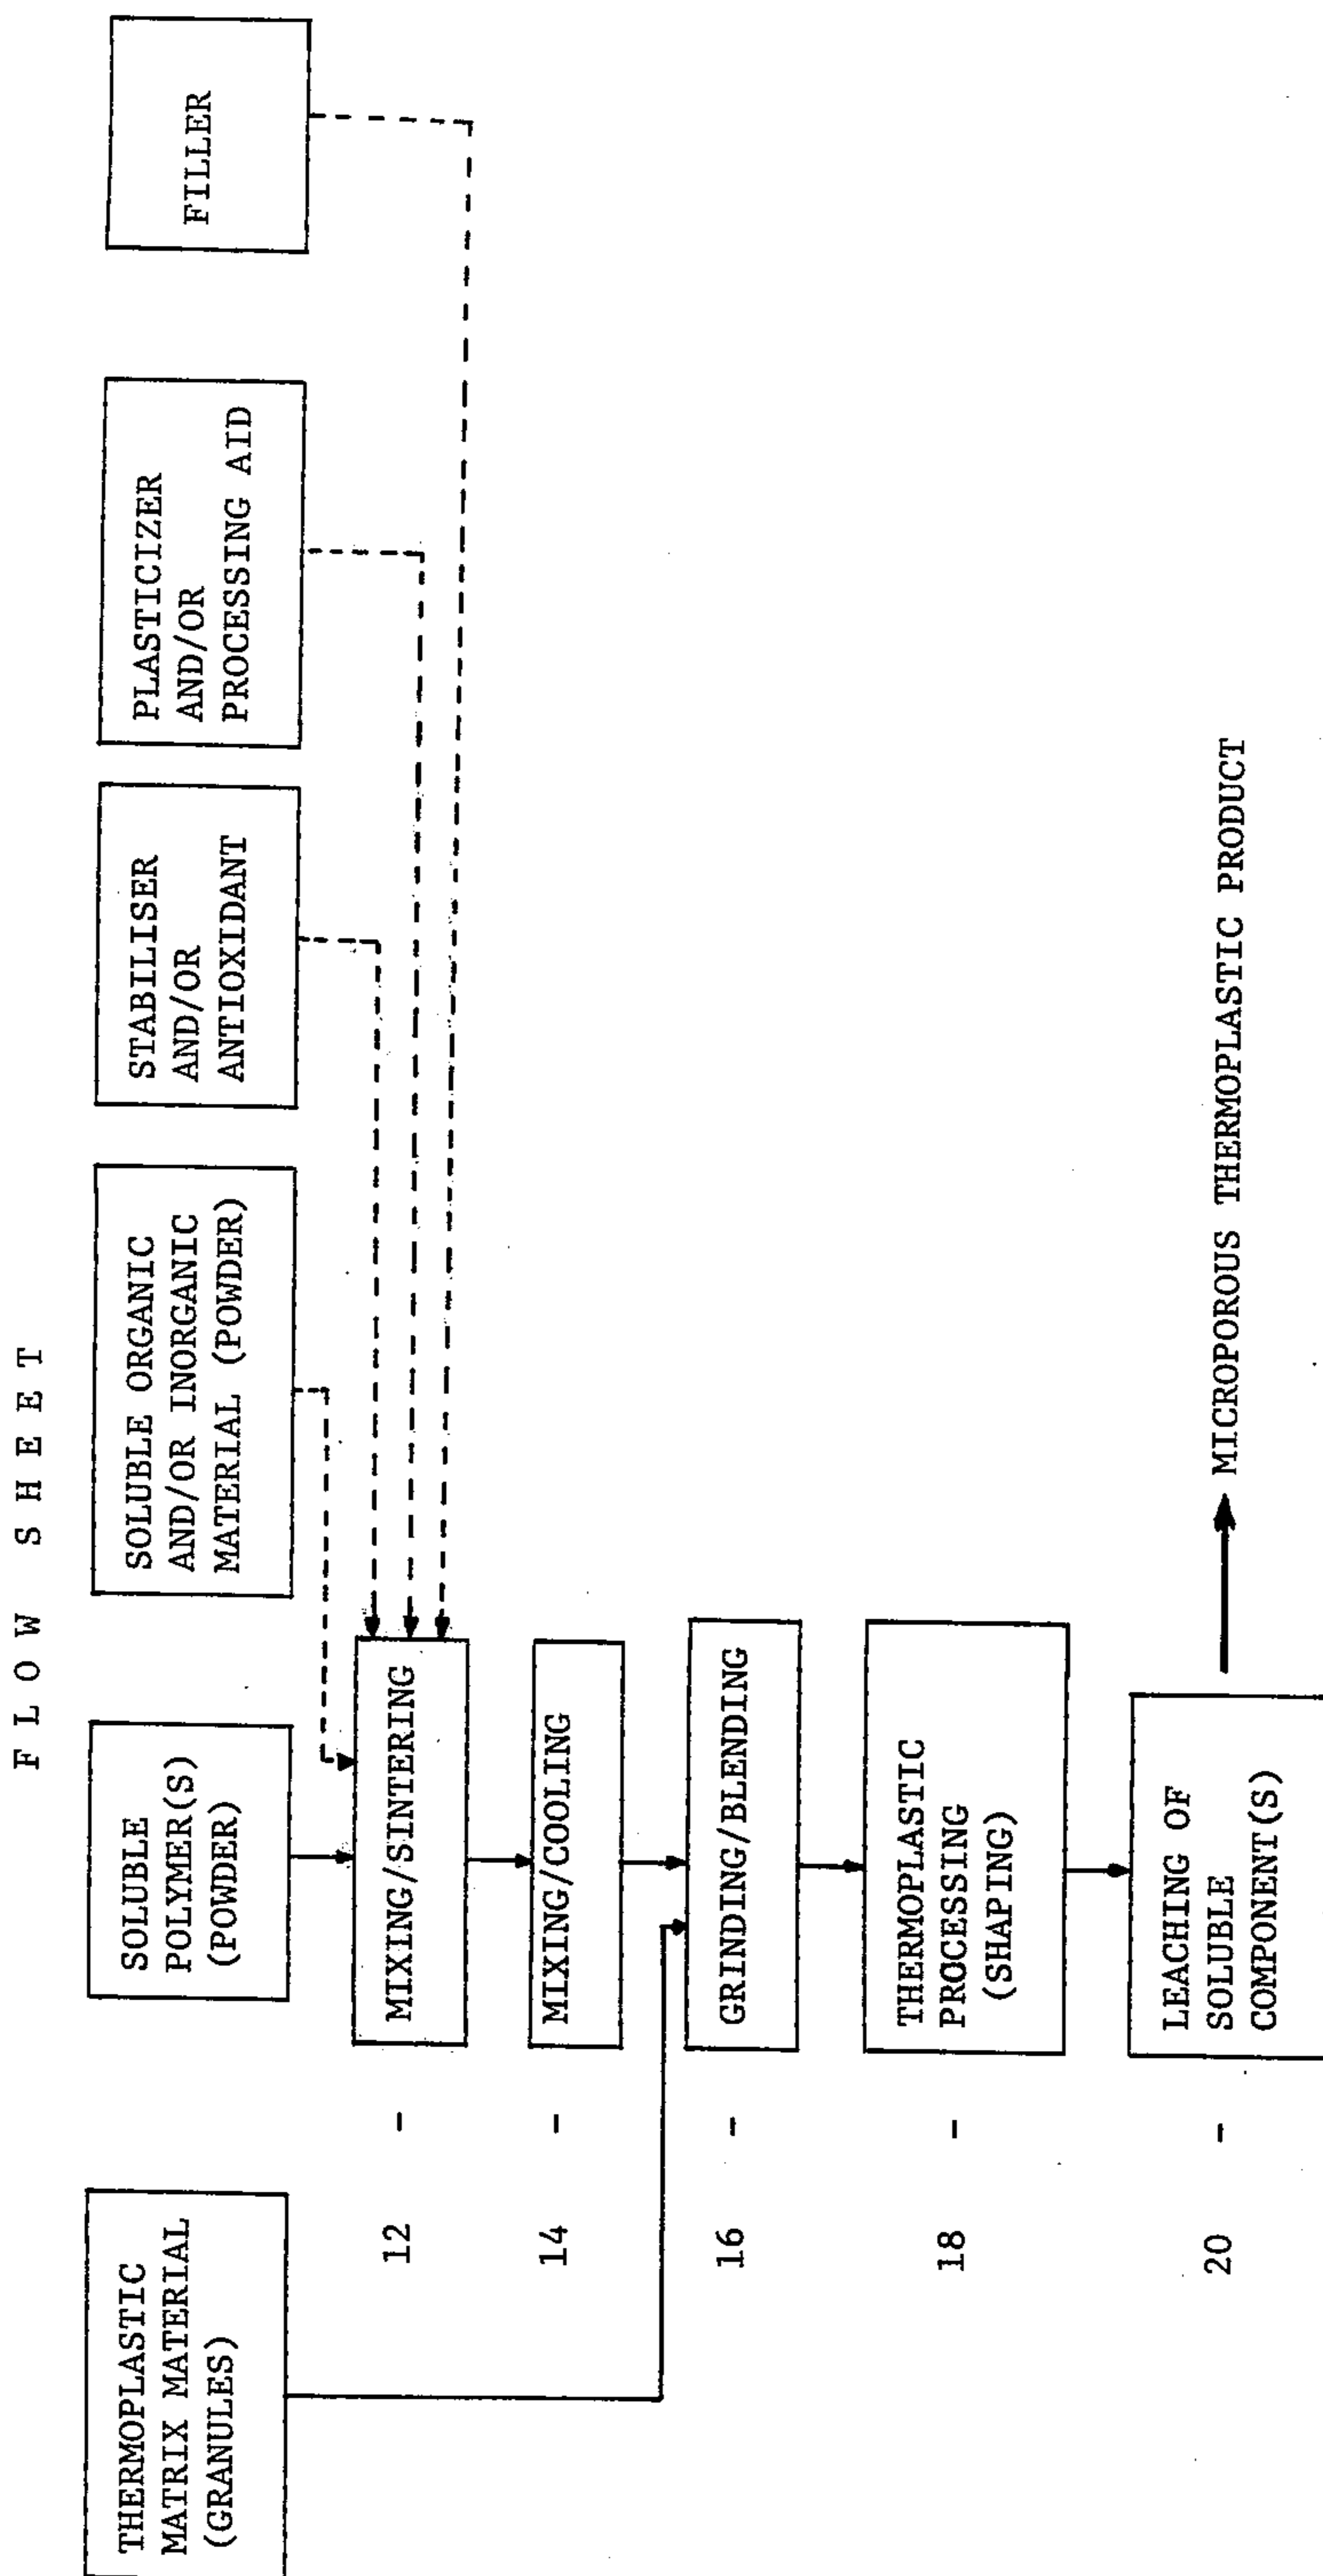 FLOW SHEET
THERMOPLASTIC
MATRIX MATERIAL
(GRANULES)
SOLUBLE
POLYMER(S)
(POWDER)
SOLUBLE ORGANIC
AND/OR INORGANIC
MATERIAL (POWDER)
STABILISER
AND/OR
ANTIOXIDANT
PLASTICIZER
AND/OR
PROCESSING AID
FILLER
12 - MIXING/SINTERING
14 - MIXING/COOLING
16 - GRINDING/BLENDING
18 - THERMOPLASTIC
PROCESSING
(SHAPING)
20 - LEACHING OF
SOLUBLE
COMPONENT(S)
MICROPOROUS THERMOPLASTIC PRODUCT